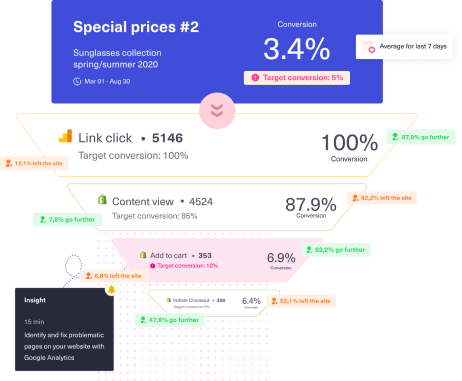 Special prices #2
Sunglasses collection
spring/summer 2020
Mar 01 - Aug 30
Conversion
3.4%
Target conversion: 5%
Average for last 7 days
Link click • 5146
Target conversion: 100%
100%
Conversion
87,9% go further
12,1% left the site
Content view • 4524
Target conversion: 85%
87.9%
Conversion
92,2% left the site
7,8% go further
Add to cart • 353
Target conversion: 10%
6.9%
Conversion
93,2% go further
6,8% left the site
Initiate Checkout • 328
6.4%
Conversion
52,1% left the site
47,9% go further
Insight
15 min
Identify and fix problematic
pages on your website with
Google Analytics